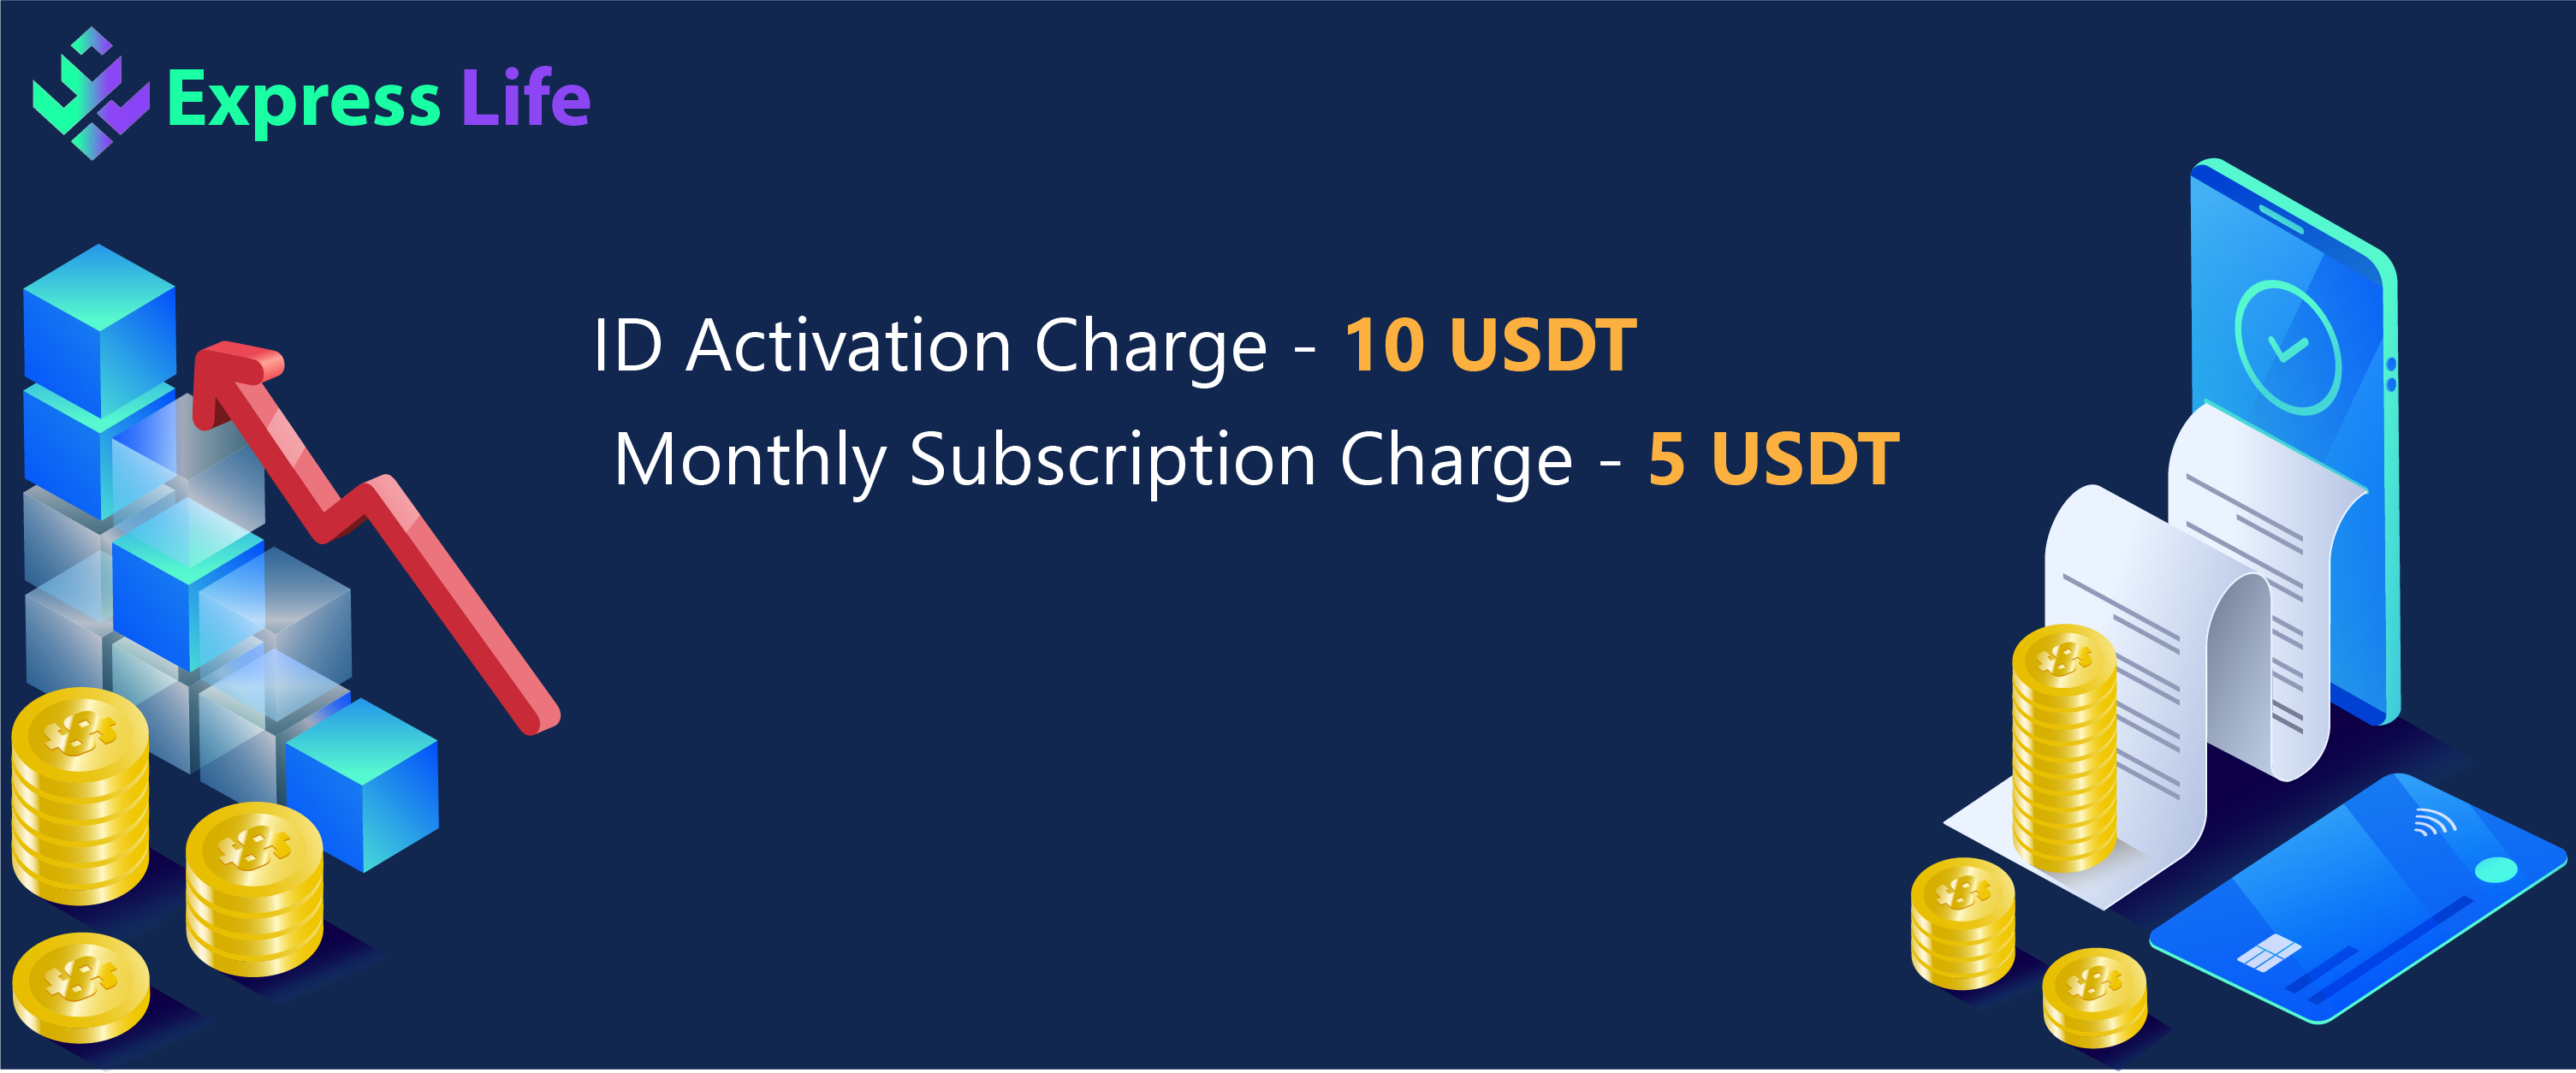 Express Life
ID Activation Charge - 10 USDT
Monthly Subscription Charge - 5 USDT